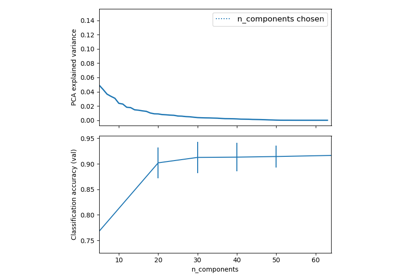 0.14
0.12
0.10
0.08
0.06
0.04
0.02
0.00
PCA explained variance
n_components chosen
0.95
0.90
0.85
0.80
0.75
Classification accuracy (val)
10 20 30 40 50 60
n_components